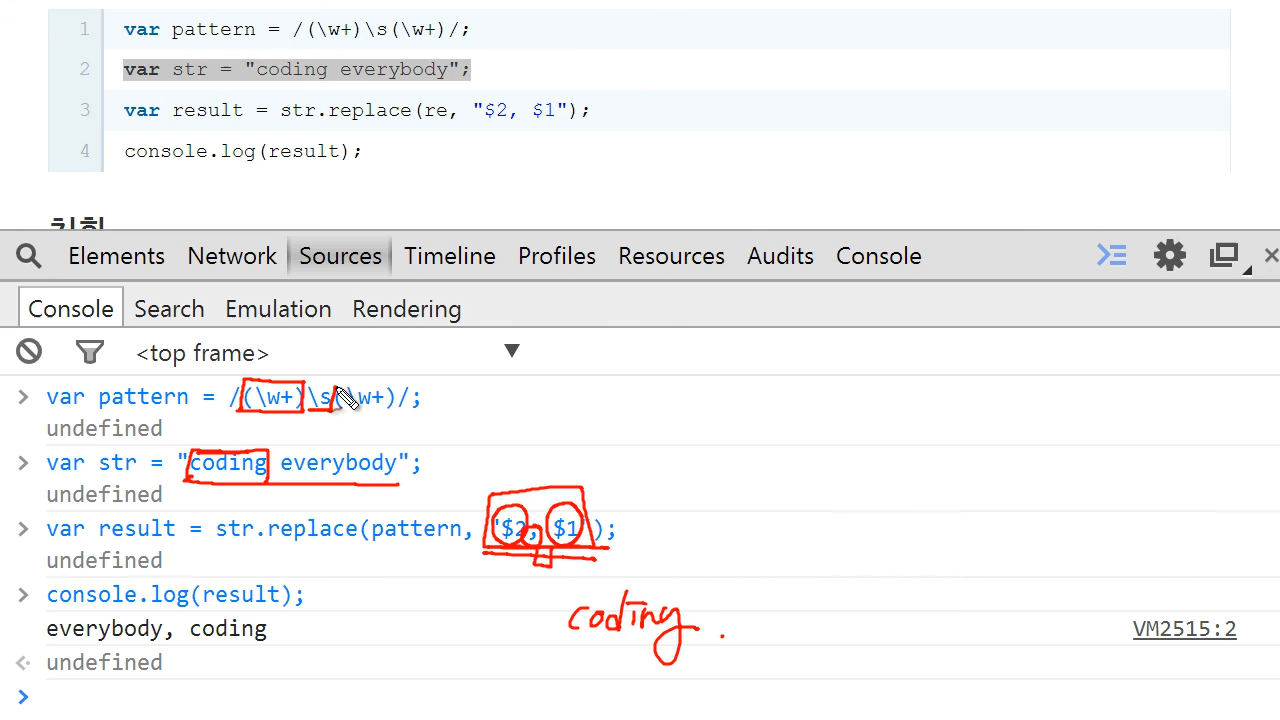 1 var pattern = /(\w+)\s(\w+)/;
2 var str = "coding everybody";
3 var result = str.replace(re, "$2, $1");
4 console.log(result);
Elements Network Sources Timeline Profiles Resources Audits Console
Console Search Emulation Rendering
<top frame>
> var pattern = /(\w+)\s(\w+)/;
undefined
> var str = "coding everybody";
undefined
> var result = str.replace(pattern, "$2, $1");
undefined
> console.log(result);
coding .
everybody, coding VM2515:2
undefined
>